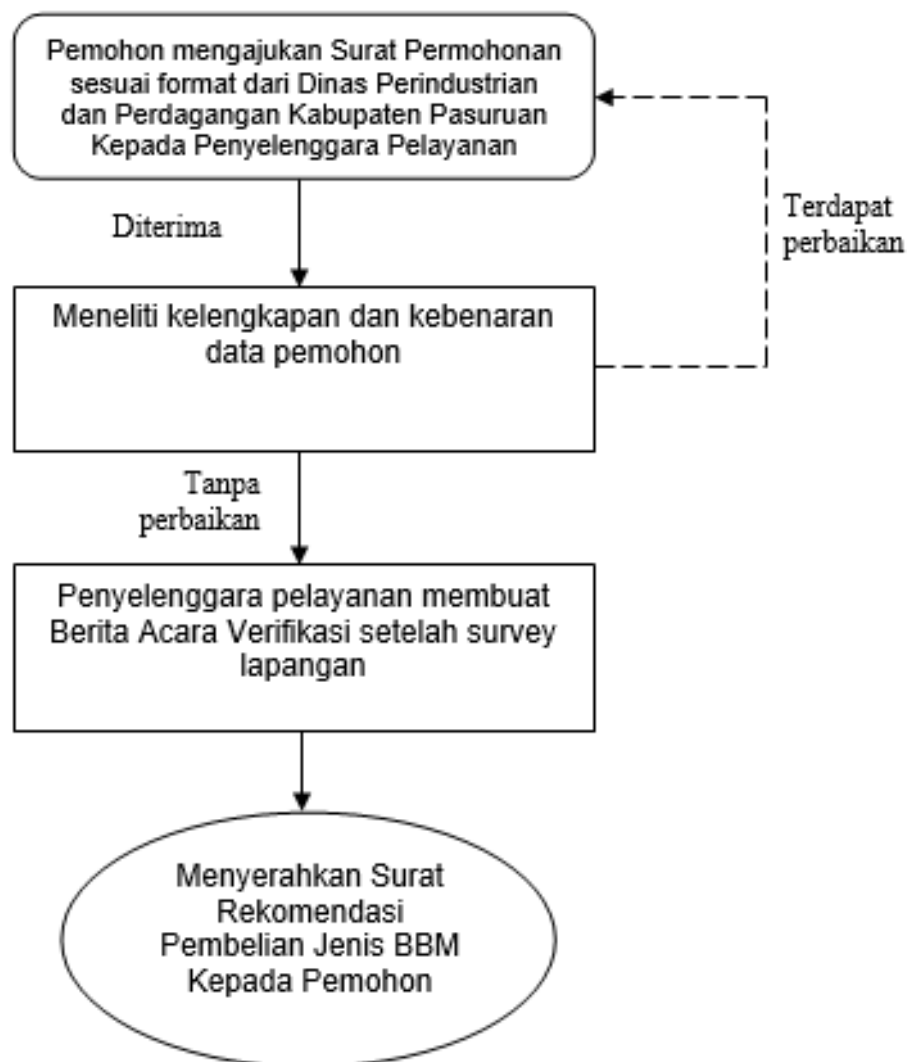 Pemohon mengajukan Surat Permohonan
sesuai format dari Dinas Perindustrian
dan Perdagangan Kabupaten Pasuruan
Kepada Penyelenggara Pelayanan
Diterima
Terdapat
perbaikan
Meneliti kelengkapan dan kebenaran
data pemohon
Tanpa
perbaikan
Penyelenggara pelayanan membuat
Berita Acara Verifikasi setelah survey
lapangan
Menyerahkan Surat
Rekomendasi
Pembelian Jenis BBM
Kepada Pemohon